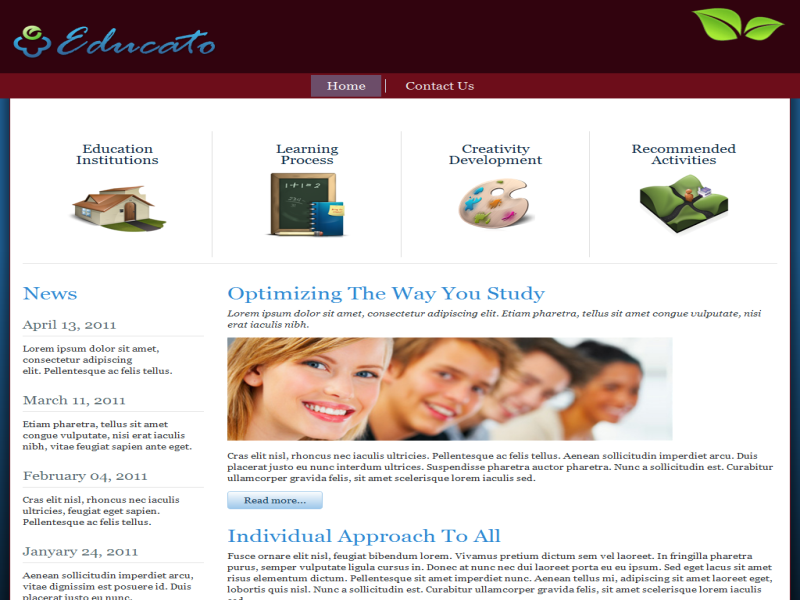 Educato
Home
Contact Us
Education
Institutions
Learning
Process
Creativity
Development
Recommended
Activities
1+1=2
News
April 13, 2011
Lorem ipsum dolor sit amet,
consectetur adipiscing
elit. Pellentesque ac felis tellus.
March 11, 2011
Etiam pharetra, tellus sit amet
congue vulputate, nisi erat iaculis
nibh, vitae feugiat sapien ante eget.
February 04, 2011
Cras elit nisl, rhoncus nec iaculis
ultricies, feugiat eget sapien.
Pellentesque ac felis tellus.
Janyary 24, 2011
Aenean sollicitudin imperdiet arcu,
vitae dignissim est posuere id. Duis
placerat justo eu nunc.
Optimizing The Way You Study
Lorem ipsum dolor sit amet, consectetur adipiscing elit. Etiam pharetra, tellus sit amet congue vulputate, nisi
erat iaculis nibh.
Cras elit nisl, rhoncus nec iaculis ultricies. Pellentesque ac felis tellus. Aenean sollicitudin imperdiet arcu. Duis
placerat justo eu nunc interdum ultrices. Suspendisse pharetra auctor pharetra. Nunc a sollicitudin est. Curabitur
ullamcorper gravida felis, sit amet scelerisque lorem iaculis sed.
Read more...
Individual Approach To All
Fusce ornare elit nisl, feugiat bibendum lorem. Vivamus pretium dictum sem vel laoreet. In fringilla pharetra
purus, semper vulputate ligula cursus in. Donec at nunc nec dui laoreet porta eu eu ipsum. Sed eget lacus sit amet
risus elementum dictum. Pellentesque sit amet imperdiet nunc. Aenean tellus mi, adipiscing sit amet laoreet eget,
lobortis quis nisl. Nunc a sollicitudin est. Curabitur ullamcorper gravida felis, sit amet scelerisque lorem iaculis